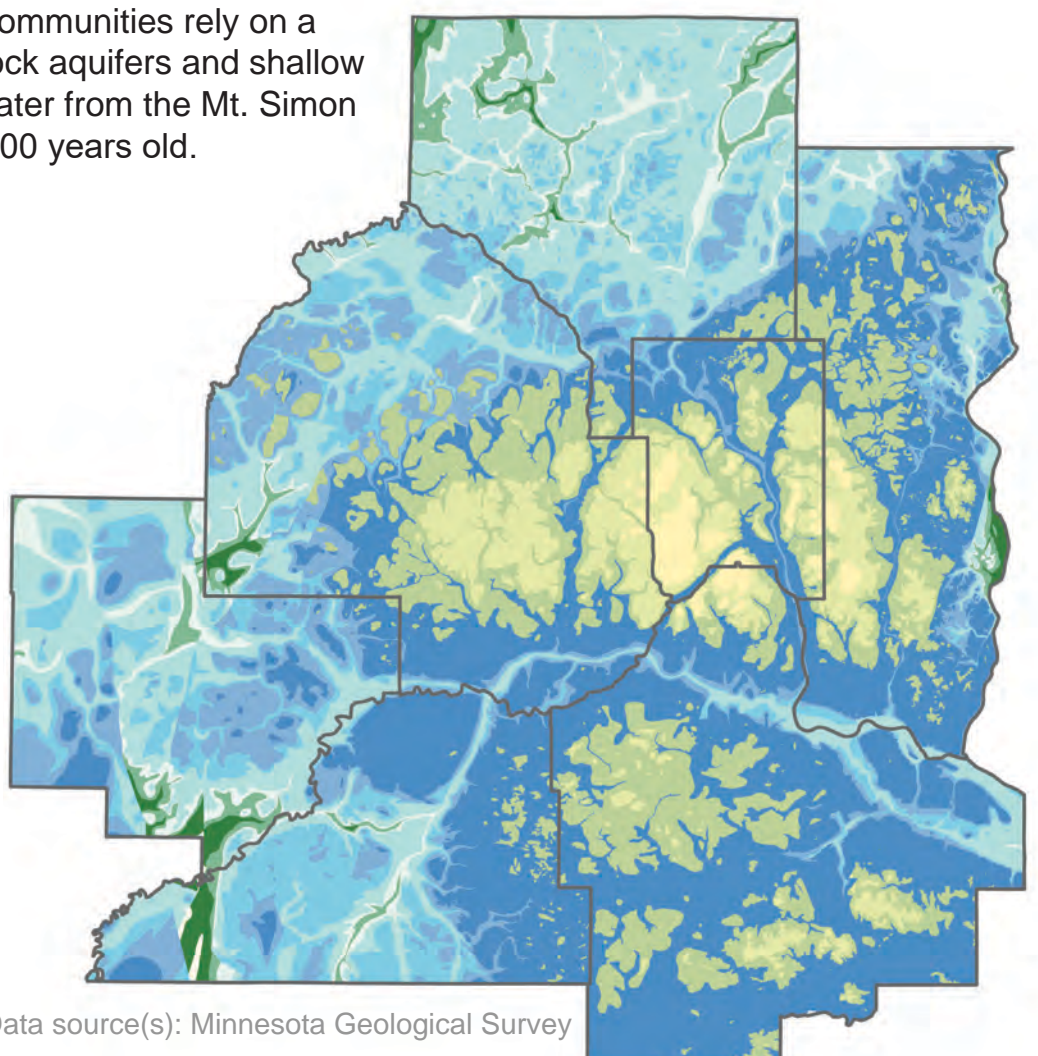 ommunities rely on a
ock aquifers and shallow
ater from the Mt. Simon
00 years old.
Data source(s): Minnesota Geological Survey